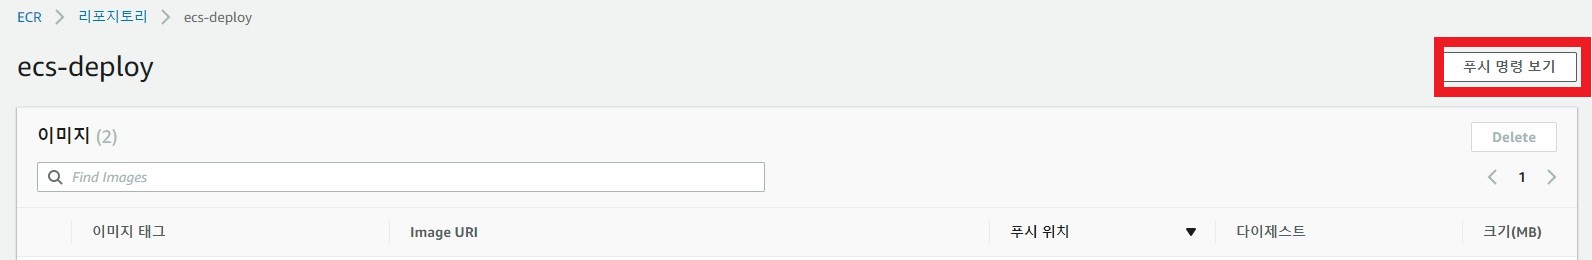 ECR 리포지토리 ecs-deploy
ecs-deploy
푸시 명령 보기
이미지 (2)
Delete
Find Images
1
이미지 태그 Image URI 푸시 위치 다이제스트 크기(MB)